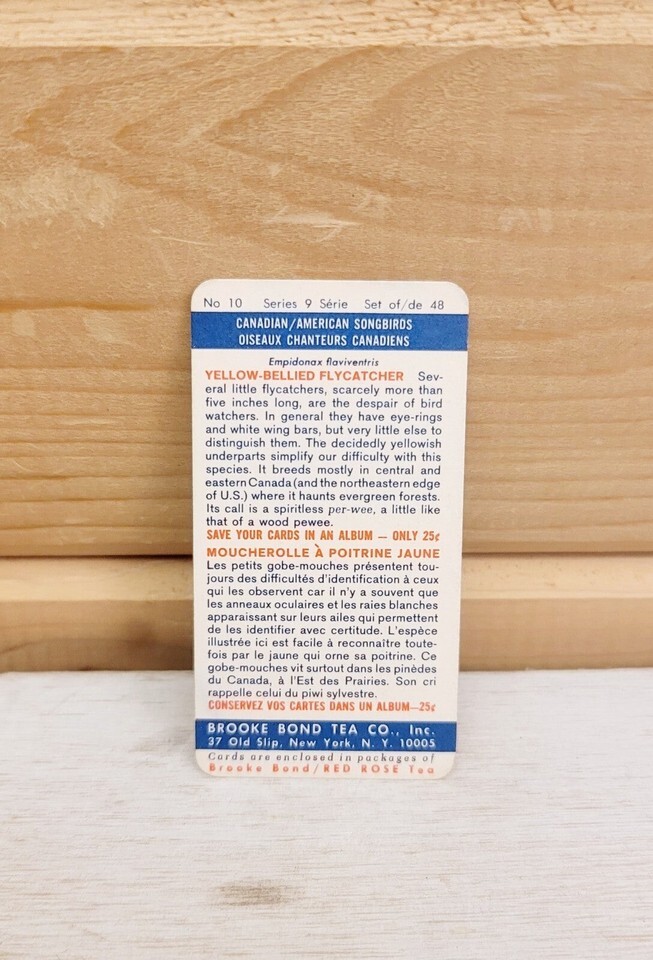 No 10 Series 9 Série Set of/de 48
CANADIAN/AMERICAN SONGBIRDS
OISEAUX CHANTEURS CANADIENS
Empidonax flaviventris
YELLOW-BELLIED FLYCATCHER Sev-
eral little flycatchers, scarcely more than
five inches long, are the despair of bird
watchers. In general they have eye-rings
and white wing bars, but very little else to
distinguish them. The decidedly yellowish
underparts simplify our difficulty with this
species. It breeds mostly in central and
eastern Canada (and the northeastern edge
of U.S.) where it haunts evergreen forests.
Its call is a spiritless per-wee, a little like
that of a wood pewee.
SAVE YOUR CARDS IN AN ALBUM — ONLY 25¢
MOUCHEROLLE À POITRINE JAUNE
Les petits gobe-mouches présentent tou-
jours des difficultés d'identification à ceux
qui les observent car il n'y a souvent que
les anneaux oculaires et les raies blanches
apparaissant sur leurs ailes qui permettent
de les identifier avec certitude. L'espèce
illustrée ici est facile à reconnaître toute-
fois par le jaune qui orne sa poitrine. Ce
gobe-mouches vit surtout dans les pinèdes
du Canada, à l'Est des Prairies. Son cri
rappelle celui du piwi sylvestre.
CONSERVEZ VOS CARTES DANS UN ALBUM—25¢
BROOKE BOND TEA CO., Inc.
37 Old Slip, New York, N. Y. 10005
Cards are enclosed in packages of
Brooke Bond/RED ROSE Tea